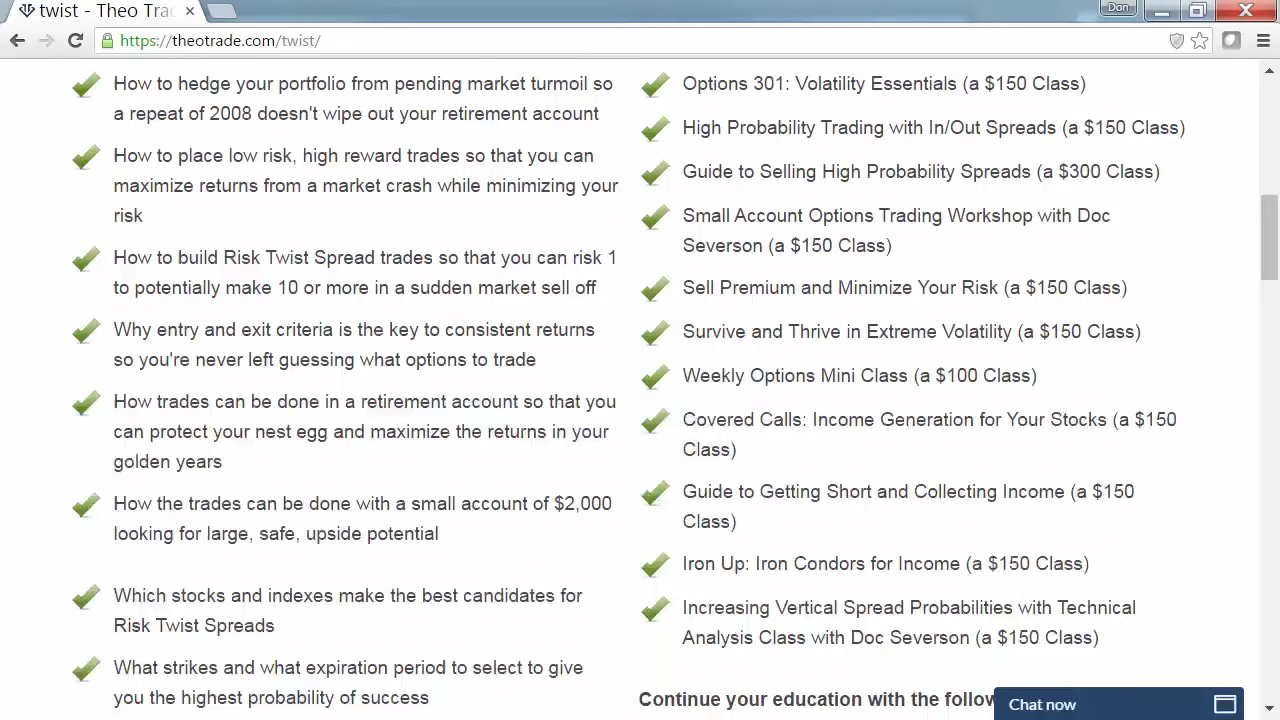 twist - Theo Tra
Don
https://theotrade.com/twist/
How to hedge your portfolio from pending market turmoil so
a repeat of 2008 doesn't wipe out your retirement account
How to place low risk, high reward trades so that you can
maximize returns from a market crash while minimizing your
risk
How to build Risk Twist Spread trades so that you can risk 1
to potentially make 10 or more in a sudden market sell off
Why entry and exit criteria is the key to consistent returns
so you're never left guessing what options to trade
How trades can be done in a retirement account so that you
can protect your nest egg and maximize the returns in your
golden years
How the trades can be done with a small account of $2,000
looking for large, safe, upside potential
Which stocks and indexes make the best candidates for
Risk Twist Spreads
What strikes and what expiration period to select to give
you the highest probability of success
Options 301: Volatility Essentials (a $150 Class)
High Probability Trading with In/Out Spreads (a $150 Class)
Guide to Selling High Probability Spreads (a $300 Class)
Small Account Options Trading Workshop with Doc
Severson (a $150 Class)
Sell Premium and Minimize Your Risk (a $150 Class)
Survive and Thrive in Extreme Volatility (a $150 Class)
Weekly Options Mini Class (a $100 Class)
Covered Calls: Income Generation for Your Stocks (a $150
Class)
Guide to Getting Short and Collecting Income (a $150
Class)
Iron Up: Iron Condors for Income (a $150 Class)
Increasing Vertical Spread Probabilities with Technical
Analysis Class with Doc Severson (a $150 Class)
Continue your education with the follow
Chat now